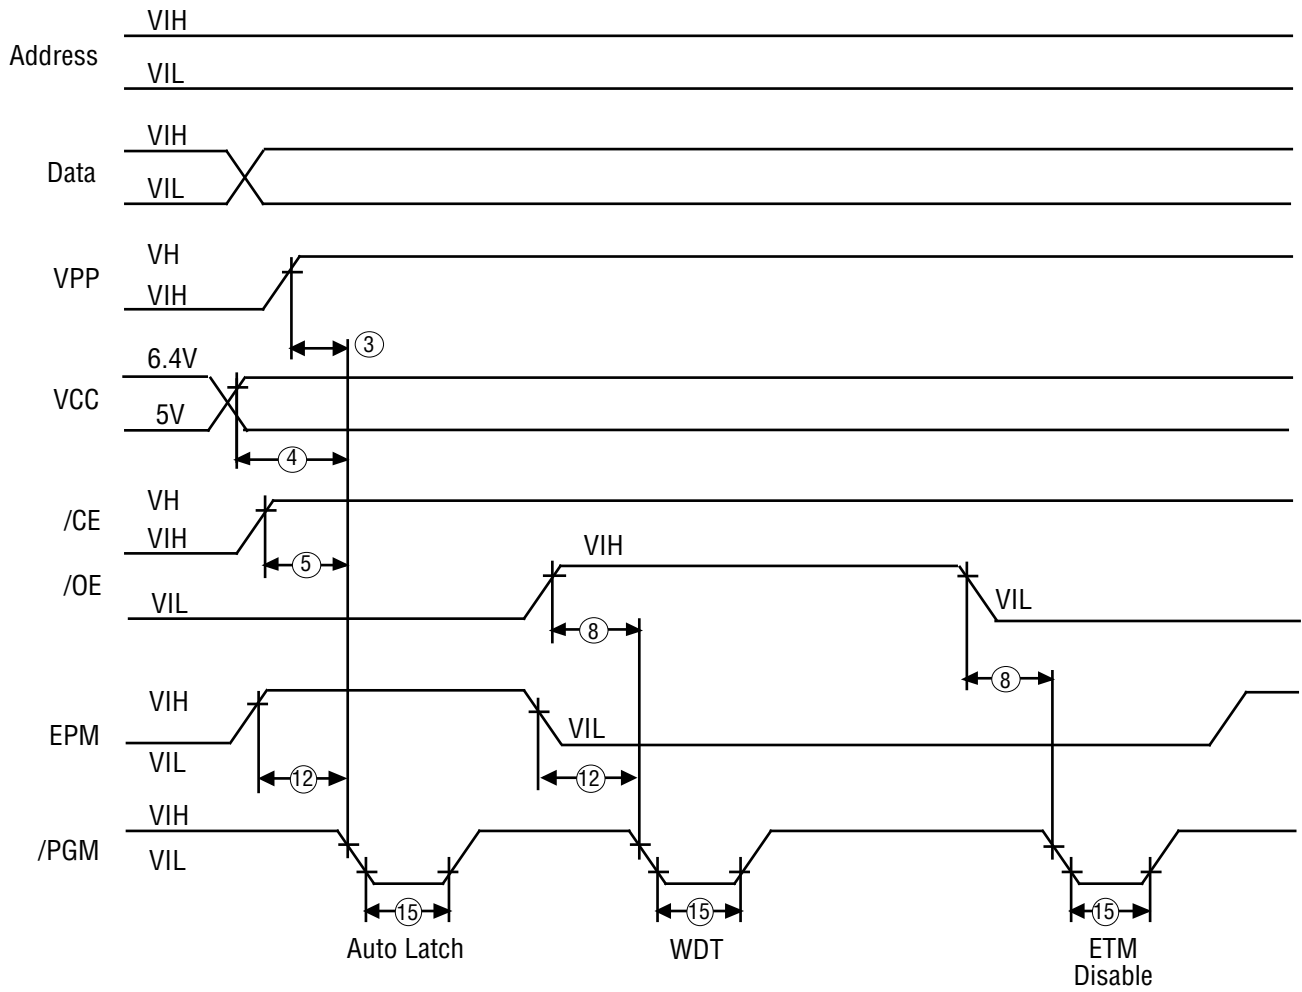 VIH
Address
VIL
VIH
Data
VIL
VH
VPP
VIH
3
6.4V
VCC
5V
4
VH
/CE
VIH
5
VIH
/OE
VIL
VIL
8
8
VIH
EPM
VIL
VIL
12
12
VIH
/PGM
VIL
15
15
15
Auto Latch
WDT
ETM
Disable